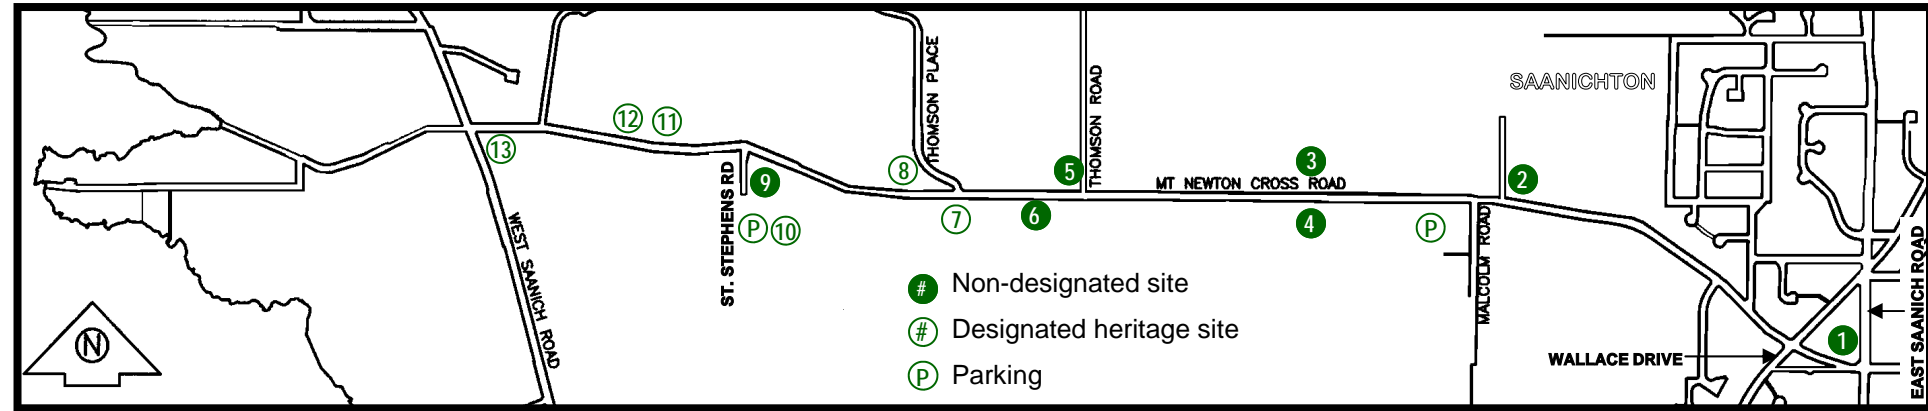 THOMSON PLACE
THOMSON ROAD
SAANICHTON
12 11
13
8
5
3
MT NEWTON CROSS ROAD
2
9
7
6
4
P 10
P
WEST SAANICH ROAD
ST. STEPHENS RD
MALCOLM ROAD
EAST SAANICH ROAD
# Non-designated site
# Designated heritage site
P Parking
N
WALLACE DRIVE
1